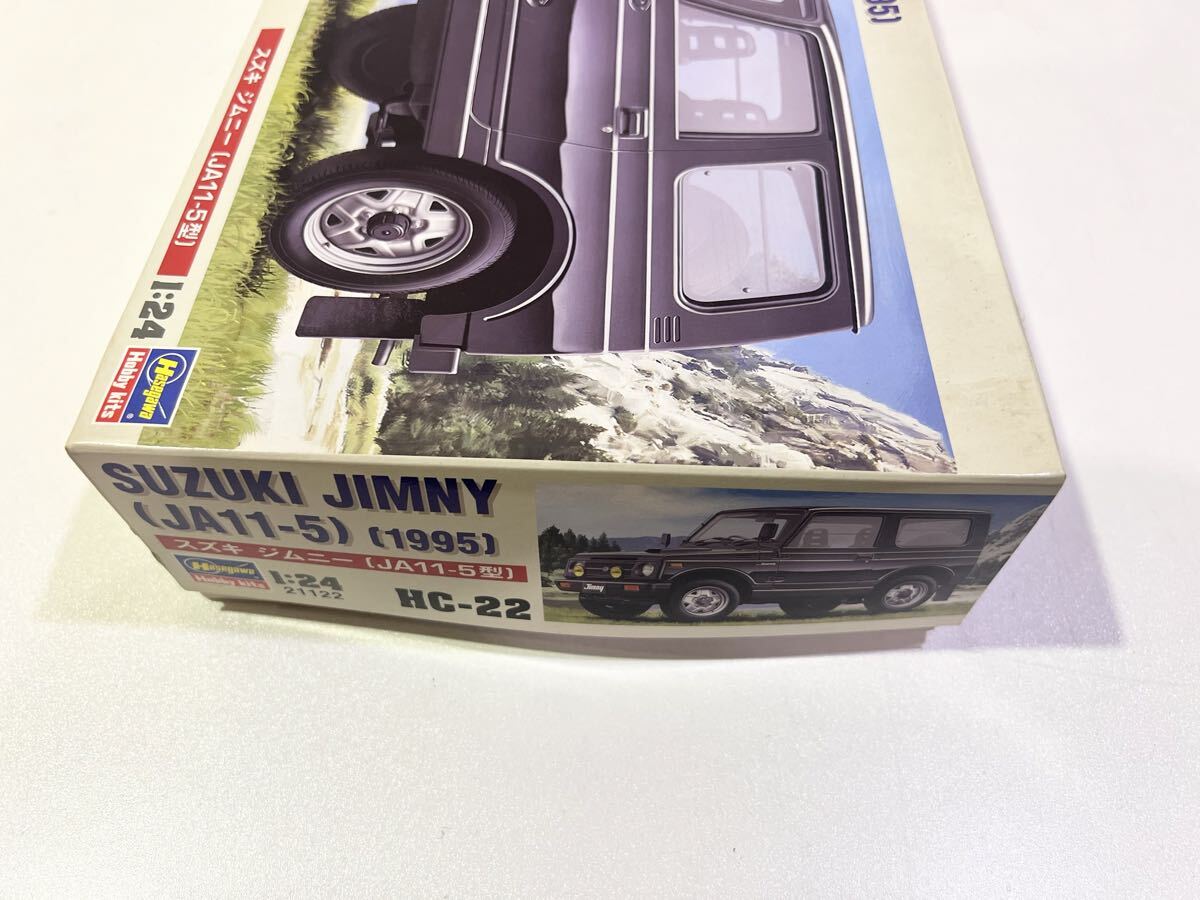 95)
スズキ ジムニー (JA11-5型)
1:24
Hasegawa
Hobby kits
SUZUKI JIMNY
(JA11-5) (1995)
スズキ ジムニー (JA11-5型)
Hasegawa
Hobby kits
1:24
21122
HC-22
Jimny